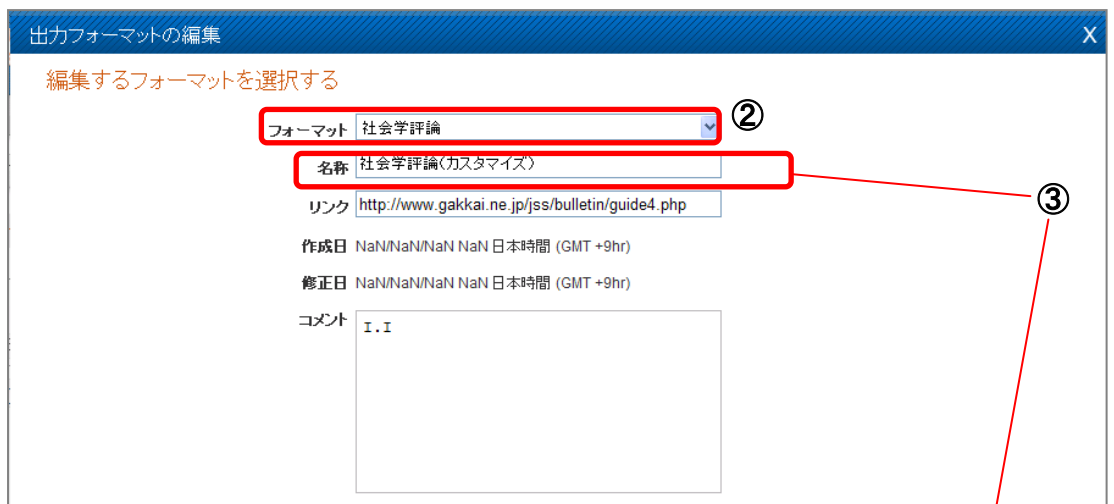 出力フォーマットの編集 X
編集するフォーマットを選択する
フォーマット 社会学評論 ②
名称 社会学評論(カスタマイズ)
③
リンク http://www.gakkai.ne.jp/jss/bulletin/guide4.php
作成日 NaN/NaN/NaN NaN 日本時間 (GMT +9hr)
修正日 NaN/NaN/NaN NaN 日本時間 (GMT +9hr)
コメント I.I